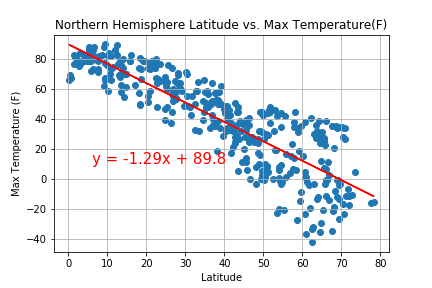 Northern Hemisphere Latitude vs. Max Temperature(F)
Max Temperature (F)
80
60
40
20
0
−20
−40
y = -1.29x + 89.8
0 10 20 30 40 50 60 70 80
Latitude